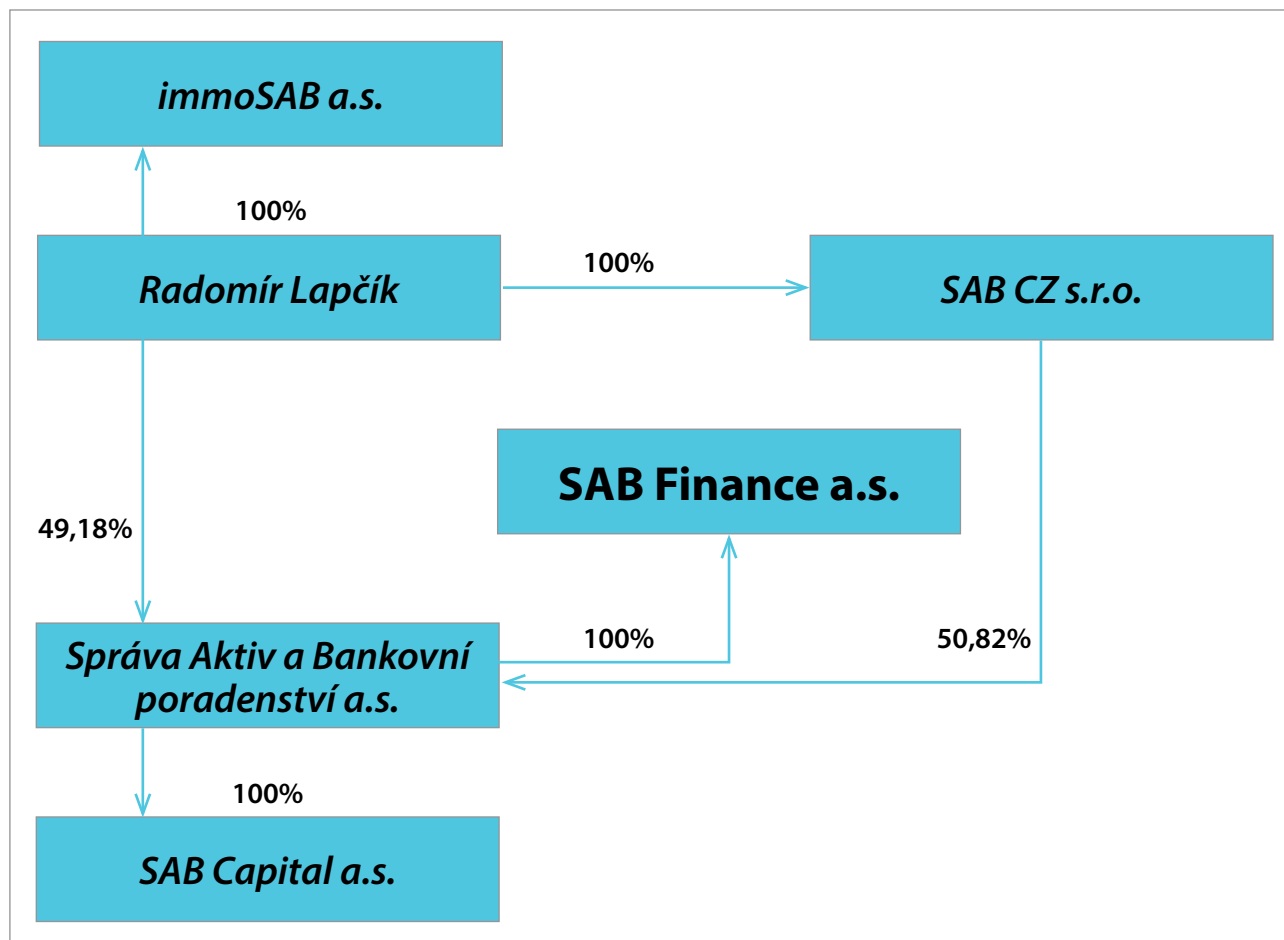 immoSAB a.s.
100%
Radomír Lapčík
100%
SAB CZ s.r.o.
SAB Finance a.s.
49,18%
Správa Aktiv a Bankovní
poradenství a.s.
100%
50,82%
100%
SAB Capital a.s.